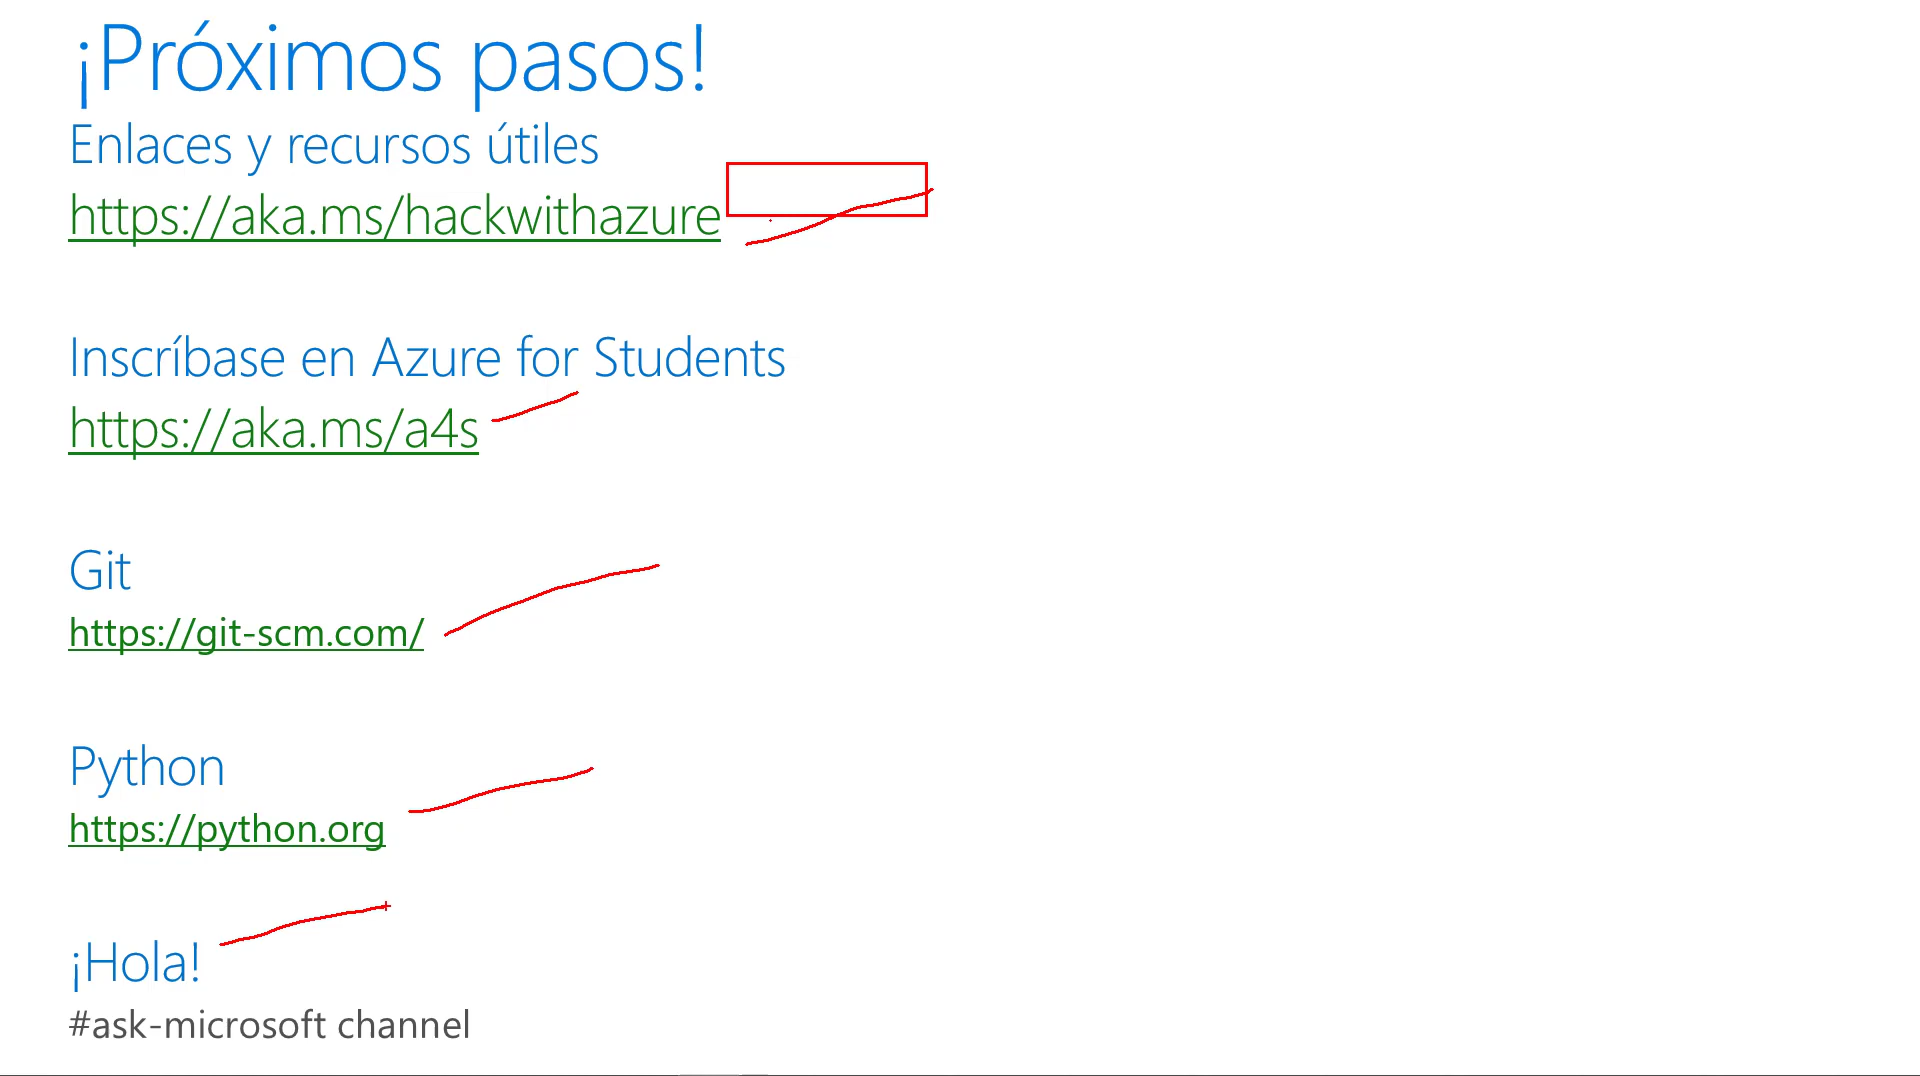 ¡Próximos pasos!
Enlaces y recursos útiles
https://aka.ms/hackwithazure
Inscríbase en Azure for Students
https://aka.ms/a4s
Git
https://git-scm.com/
Python
https://python.org
¡Hola!
#ask-microsoft channel